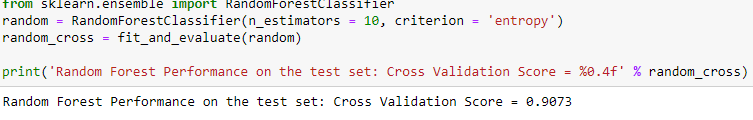 from sklearn.ensemble import RandomForestClassifier
random = RandomForestClassifier(n_estimators = 10, criterion = 'entropy')
random_cross = fit_and_evaluate(random)
print('Random Forest Performance on the test set: Cross Validation Score = %0.4f' % random_cross)
Random Forest Performance on the test set: Cross Validation Score = 0.9073